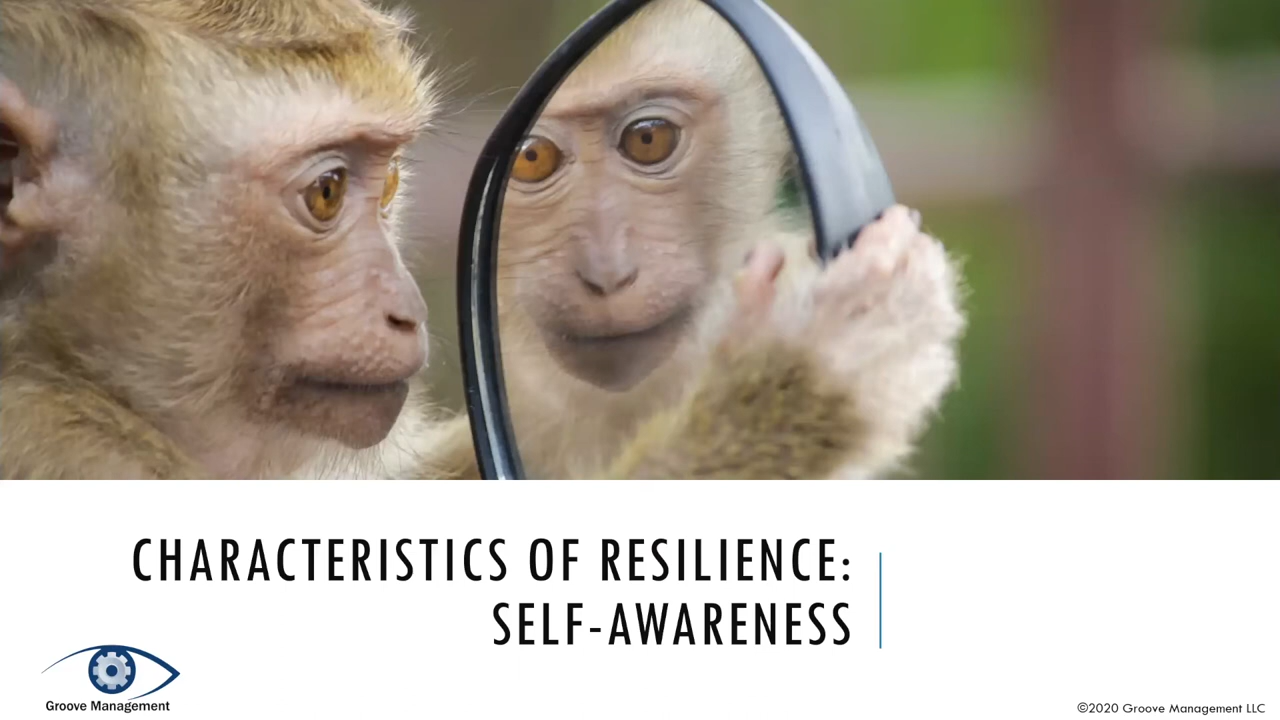 CHARACTERISTICS OF RESILIENCE:
SELF-AWARENESS
Groove Management
©2020 Groove Management LLC